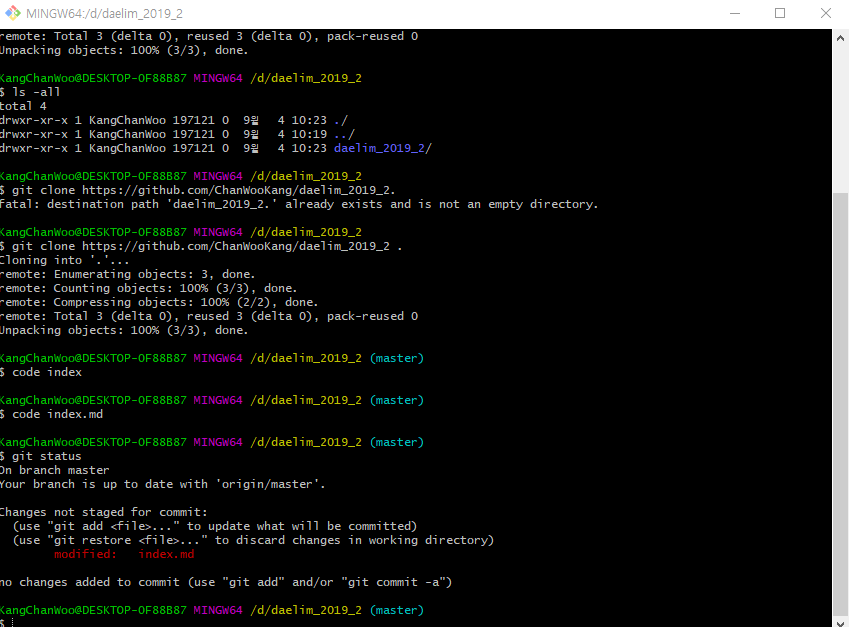 MINGW64:/d/daelim_2019_2
remote: Total 3 (delta 0), reused 3 (delta 0), pack-reused 0
Unpacking objects: 100% (3/3), done.
KangChanWoo@DESKTOP-OF88B87 MINGW64 /d/daelim_2019_2
$ ls -all
total 4
drwxr-xr-x 1 KangChanWoo 197121 0 9월 4 10:23 ./
drwxr-xr-x 1 KangChanWoo 197121 0 9월 4 10:19 ../
drwxr-xr-x 1 KangChanWoo 197121 0 9월 4 10:23 daelim_2019_2/
KangChanWoo@DESKTOP-OF88B87 MINGW64 /d/daelim_2019_2
$ git clone https://github.com/ChanWooKang/daelim_2019_2.
fatal: destination path 'daelim_2019_2.' already exists and is not an empty directory.
KangChanWoo@DESKTOP-OF88B87 MINGW64 /d/daelim_2019_2
$ git clone https://github.com/ChanWooKang/daelim_2019_2 .
Cloning into '.'...
remote: Enumerating objects: 3, done.
remote: Counting objects: 100% (3/3), done.
remote: Compressing objects: 100% (2/2), done.
remote: Total 3 (delta 0), reused 3 (delta 0), pack-reused 0
Unpacking objects: 100% (3/3), done.
KangChanWoo@DESKTOP-OF88B87 MINGW64 /d/daelim_2019_2 (master)
$ code index
KangChanWoo@DESKTOP-OF88B87 MINGW64 /d/daelim_2019_2 (master)
$ code index.md
KangChanWoo@DESKTOP-OF88B87 MINGW64 /d/daelim_2019_2 (master)
$ git status
On branch master
Your branch is up to date with 'origin/master'.
Changes not staged for commit:
(use "git add <file>..." to update what will be committed)
(use "git restore <file>..." to discard changes in working directory)
modified: index.md
no changes added to commit (use "git add" and/or "git commit -a")
KangChanWoo@DESKTOP-OF88B87 MINGW64 /d/daelim_2019_2 (master)
$